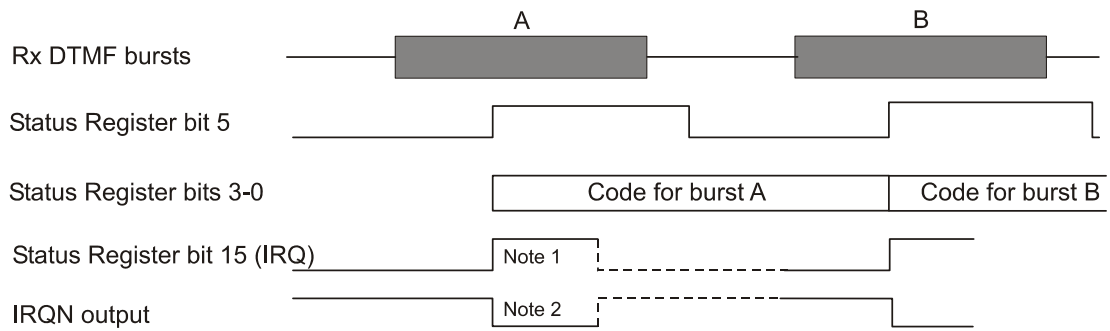 A
B
Rx DTMF bursts
Status Register bit 5
Status Register bits 3-0
Code for burst A
Code for burst B
Status Register bit 15 (IRQ)
Note 1
IRQN output
Note 2